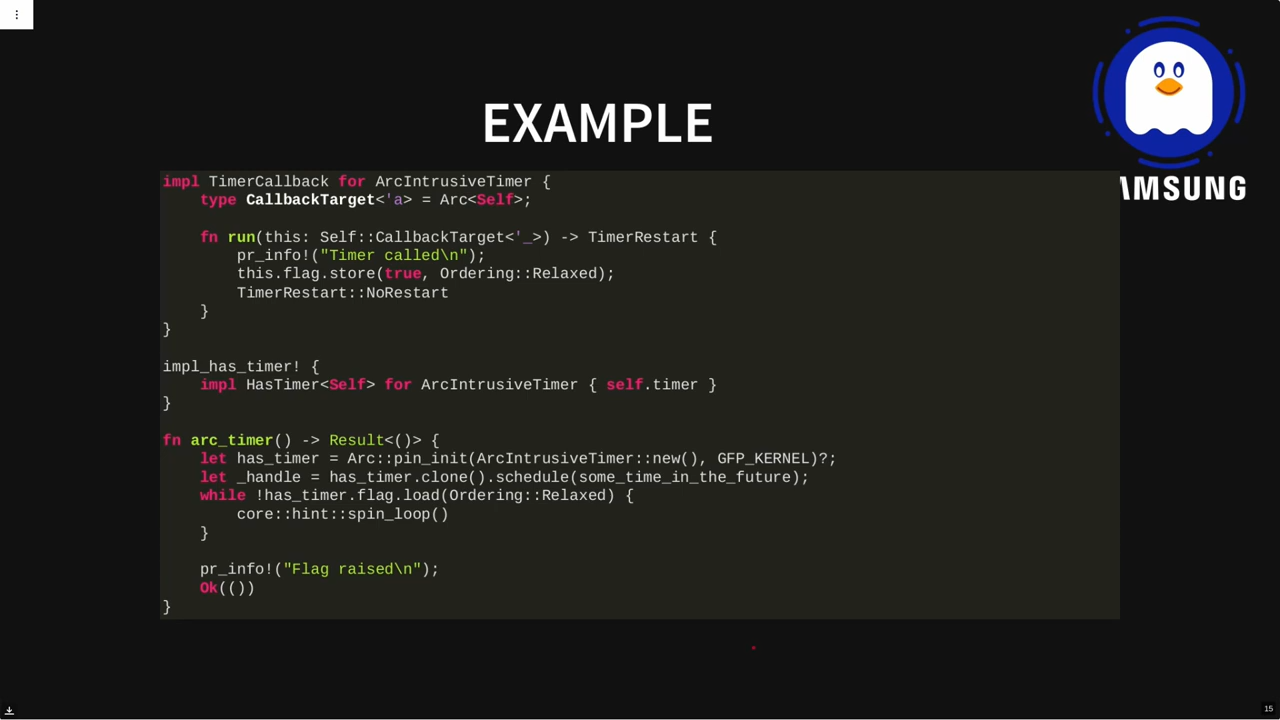 EXAMPLE
AMSUNG
impl TimerCallback for ArcIntrusiveTimer {
    type CallbackTarget<'a> = Arc<Self>;

    fn run(this: Self::CallbackTarget<'_>) -> TimerRestart {
        pr_info!("Timer called\n");
        this.flag.store(true, Ordering::Relaxed);
        TimerRestart::NoRestart
    }
}

impl_has_timer! {
    impl HasTimer<Self> for ArcIntrusiveTimer { self.timer }
}

fn arc_timer() -> Result<()> {
    let has_timer = Arc::pin_init(ArcIntrusiveTimer::new(), GFP_KERNEL)?;
    let _handle = has_timer.clone().schedule(some_time_in_the_future);
    while !has_timer.flag.load(Ordering::Relaxed) {
        core::hint::spin_loop()
    }

    pr_info!("Flag raised\n");
    Ok(())
}
15